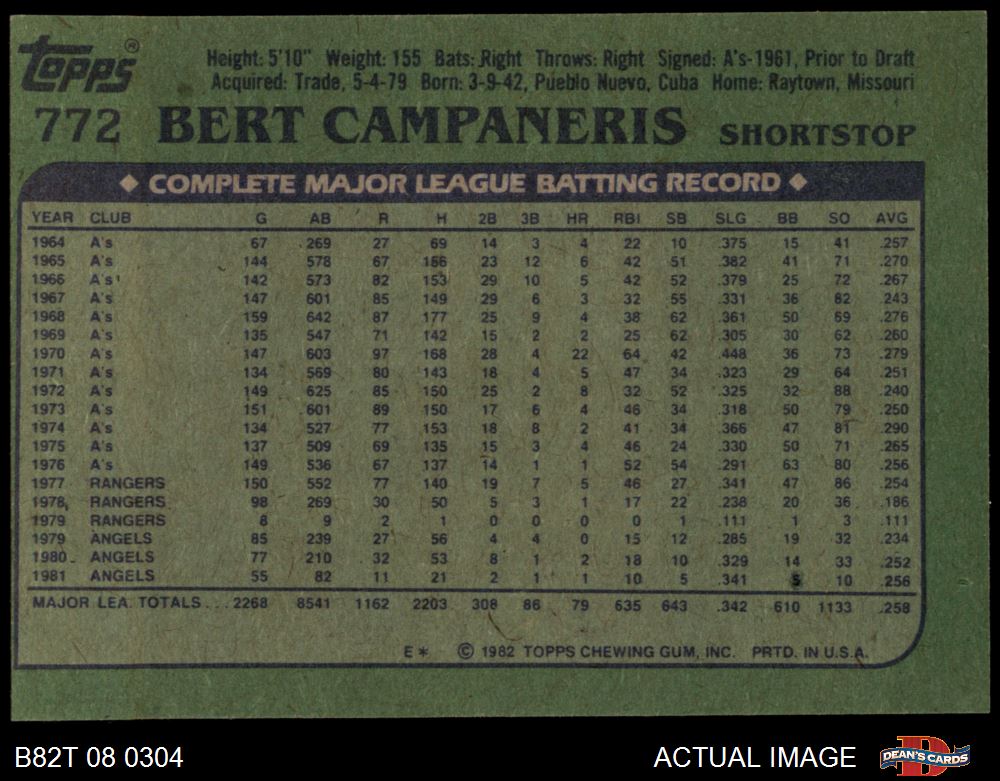 Topps®
Height: 5'10" Weight: 155 Bats: Right Throws: Right Signed: A's-1961, Prior to Draft
Acquired: Trade, 5-4-79 Born: 3-9-42, Pueblo Nuevo, Cuba Home: Raytown, Missouri
772 BERT CAMPANERIS SHORTSTOP
◆ COMPLETE MAJOR LEAGUE BATTING RECORD ◆
YEAR CLUB G AB R H 2B 3B HR RBI SB SLG BB SO AVG
1964 A's 67 269 27 69 14 3 4 22 10 .375 15 41 .257
1965 A's 144 578 67 156 23 12 6 42 51 .382 41 71 .270
1966 A's 142 573 82 153 29 10 5 42 52 .379 25 72 .267
1967 A's 147 601 85 149 29 6 3 32 55 .331 36 82 .243
1968 A's 159 642 87 177 25 9 4 38 62 .361 50 69 .276
1969 A's 135 547 71 142 15 2 2 25 62 .305 30 62 .260
1970 A's 147 603 97 168 28 4 22 64 42 .448 36 73 .279
1971 A's 134 569 80 143 18 4 5 47 34 .323 29 64 .251
1972 A's 149 625 85 150 25 2 8 32 52 .325 32 88 .240
1973 A's 151 601 89 150 17 6 4 46 34 .318 50 79 .250
1974 A's 134 527 77 153 18 8 2 41 34 .366 47 81 .290
1975 A's 137 509 69 135 15 3 4 46 24 .330 50 71 .265
1976 A's 149 536 67 137 14 1 1 52 54 .291 63 80 .256
1977 RANGERS 150 552 77 140 19 7 5 46 27 .341 47 86 .254
1978 RANGERS 98 269 30 50 5 3 1 17 22 .238 20 36 .186
1979 RANGERS 8 9 2 1 0 0 0 0 1 .111 1 3 .111
1979 ANGELS 85 239 27 56 4 4 0 15 12 .285 19 32 .234
1980 ANGELS 77 210 32 53 8 1 2 18 10 .329 14 33 .252
1981 ANGELS 55 82 11 21 2 1 1 10 5 .341 5 10 .256
MAJOR LEA. TOTALS... 2268 8541 1162 2203 308 86 79 635 643 .342 610 1133 .258
E* © 1982 TOPPS CHEWING GUM, INC. PRTD. IN U.S.A.
B82T 08 0304 ACTUAL IMAGE DEAN'S CARDS